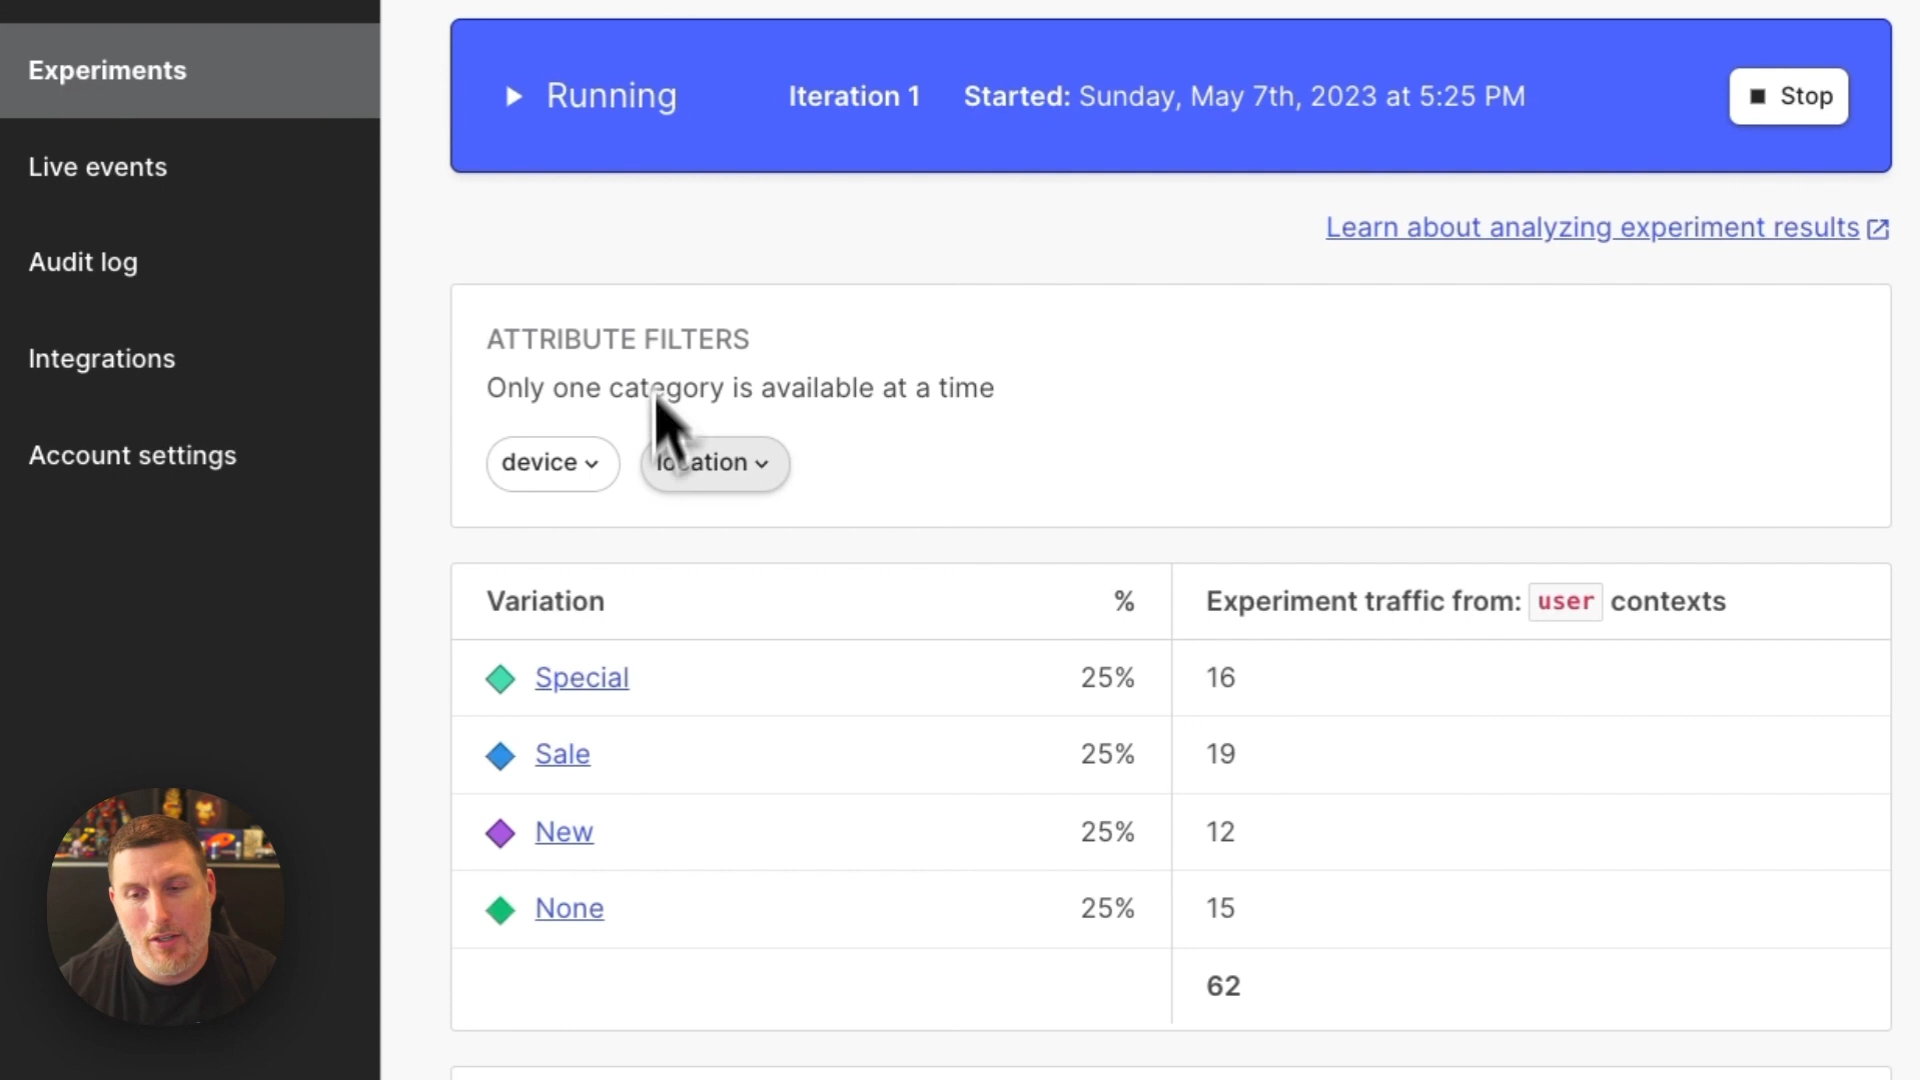 Experiments
Live events
Audit log
Integrations
Account settings
Running
Iteration 1
Started: Sunday, May 7th, 2023 at 5:25 PM
Stop
Learn about analyzing experiment results
ATTRIBUTE FILTERS
Only one category is available at a time
device
location
Variation % Experiment traffic from: user contexts
Special 25% 16
Sale 25% 19
New 25% 12
None 25% 15
62